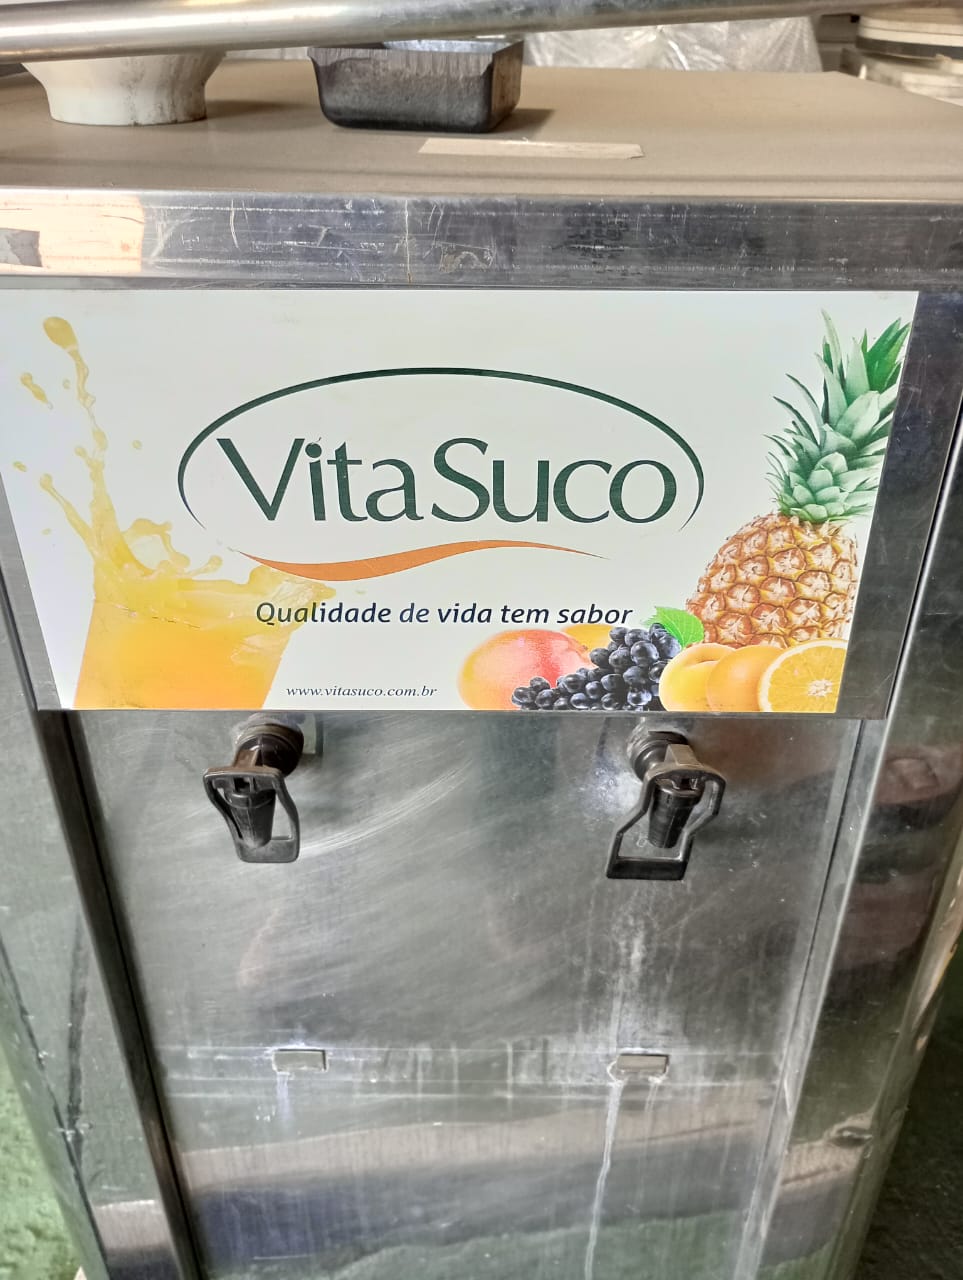 VitaSuco
Qualidade de vida tem sabor
www.vitasuco.com.br